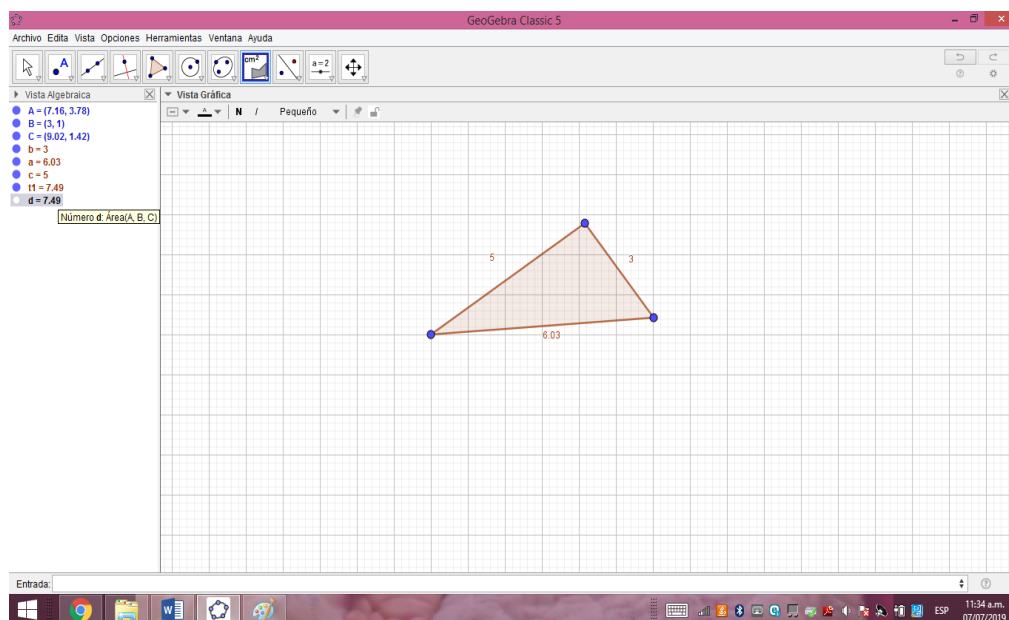 GeoGebra Classic 5
Archivo Edita Vista Opciones Herramientas Ventana Ayuda
A
cm²
a = 2
Vista Algebraica
Vista Gráfica
A N I Pequeño
A = (7.16, 3.78)
B = (3, 1)
C = (9.02, 1.42)
b = 3
a = 6.03
c = 5
t1 = 7.49
d = 7.49
Número d: Área(A, B, C)
5
3
6.03
Entrada:
ESP
11:34 a.m.
07/07/2019